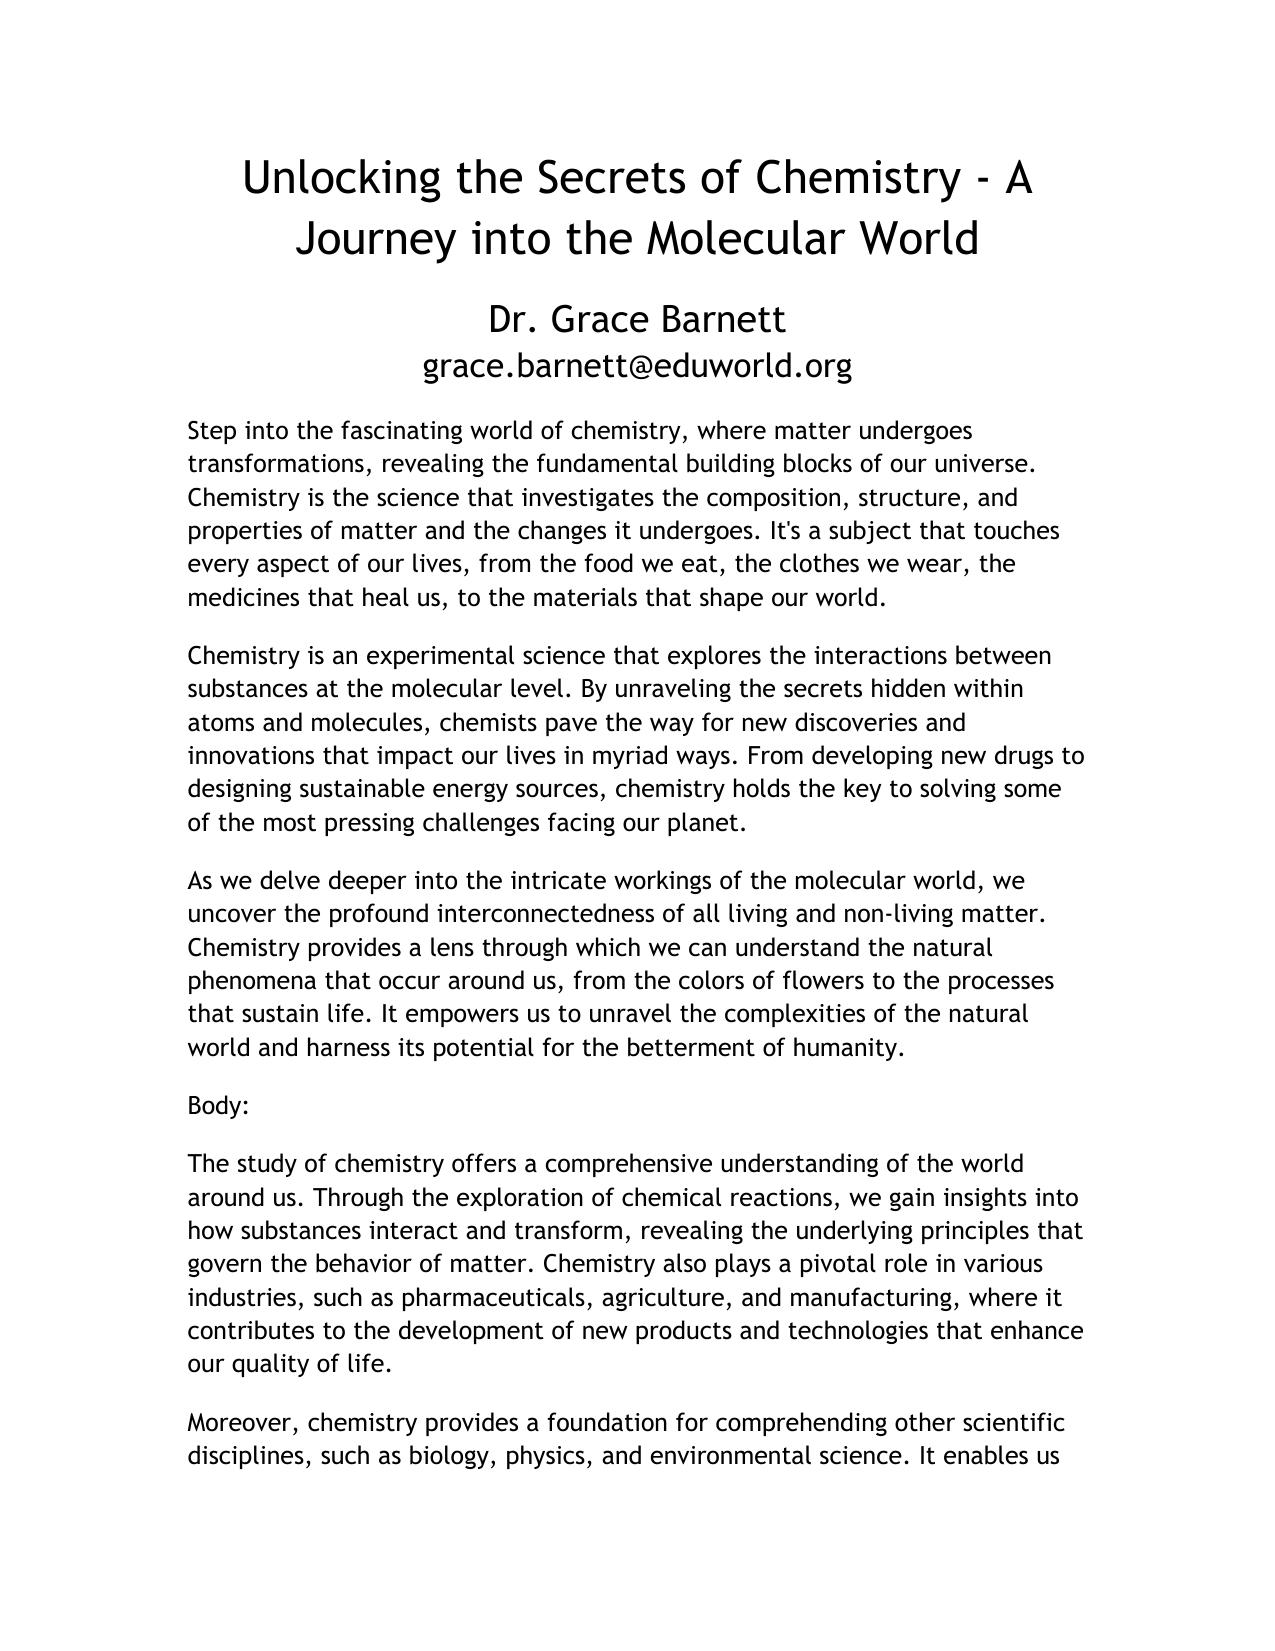 Unlocking the Secrets of Chemistry - A
Journey into the Molecular World
Dr. Grace Barnett
grace.barnett@eduworld.org
Step into the fascinating world of chemistry, where matter undergoes
transformations, revealing the fundamental building blocks of our universe.
Chemistry is the science that investigates the composition, structure, and
properties of matter and the changes it undergoes. It's a subject that touches
every aspect of our lives, from the food we eat, the clothes we wear, the
medicines that heal us, to the materials that shape our world.
Chemistry is an experimental science that explores the interactions between
substances at the molecular level. By unraveling the secrets hidden within
atoms and molecules, chemists pave the way for new discoveries and
innovations that impact our lives in myriad ways. From developing new drugs to
designing sustainable energy sources, chemistry holds the key to solving some
of the most pressing challenges facing our planet.
As we delve deeper into the intricate workings of the molecular world, we
uncover the profound interconnectedness of all living and non-living matter.
Chemistry provides a lens through which we can understand the natural
phenomena that occur around us, from the colors of flowers to the processes
that sustain life. It empowers us to unravel the complexities of the natural
world and harness its potential for the betterment of humanity.
Body:
The study of chemistry offers a comprehensive understanding of the world
around us. Through the exploration of chemical reactions, we gain insights into
how substances interact and transform, revealing the underlying principles that
govern the behavior of matter. Chemistry also plays a pivotal role in various
industries, such as pharmaceuticals, agriculture, and manufacturing, where it
contributes to the development of new products and technologies that enhance
our quality of life.
Moreover, chemistry provides a foundation for comprehending other scientific
disciplines, such as biology, physics, and environmental science. It enables us